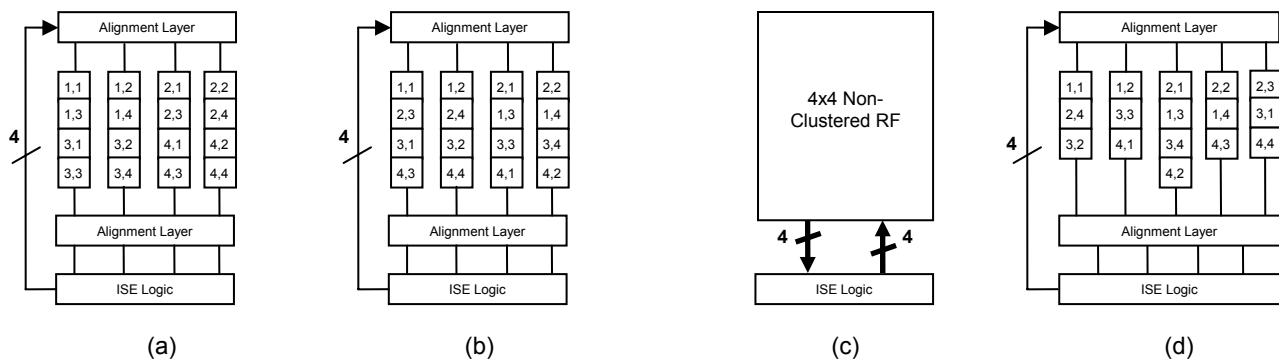 Alignment Layer
4
1,1 1,2 2,1 2,2
1,3 1,4 2,3 2,4
3,1 3,2 4,1 4,2
3,3 3,4 4,3 4,4
Alignment Layer
ISE Logic
(a)
Alignment Layer
4
1,1 1,2 2,1 2,2
2,3 2,4 1,3 1,4
3,1 3,2 3,3 3,4
4,3 4,4 4,1 4,2
Alignment Layer
ISE Logic
(b)
4x4 Non-
Clustered RF
4 4
ISE Logic
(c)
Alignment Layer
4
1,1 1,2 2,1 2,2 2,3
2,4 3,3 1,3 1,4 3,1
3,2 4,1 3,4 4,3 4,4
4,2
Alignment Layer
ISE Logic
(d)